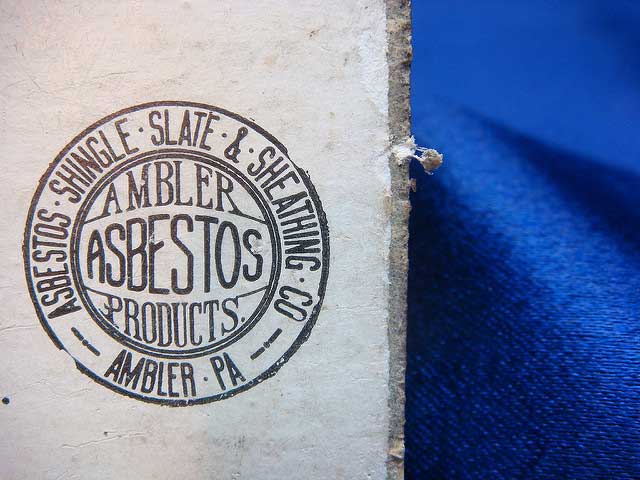 ASBESTOS · SHINGLE · SLATE · & · SHEATHING · CO
AMBLER
ASBESTOS
PRODUCTS.
— AMBLER · PA —